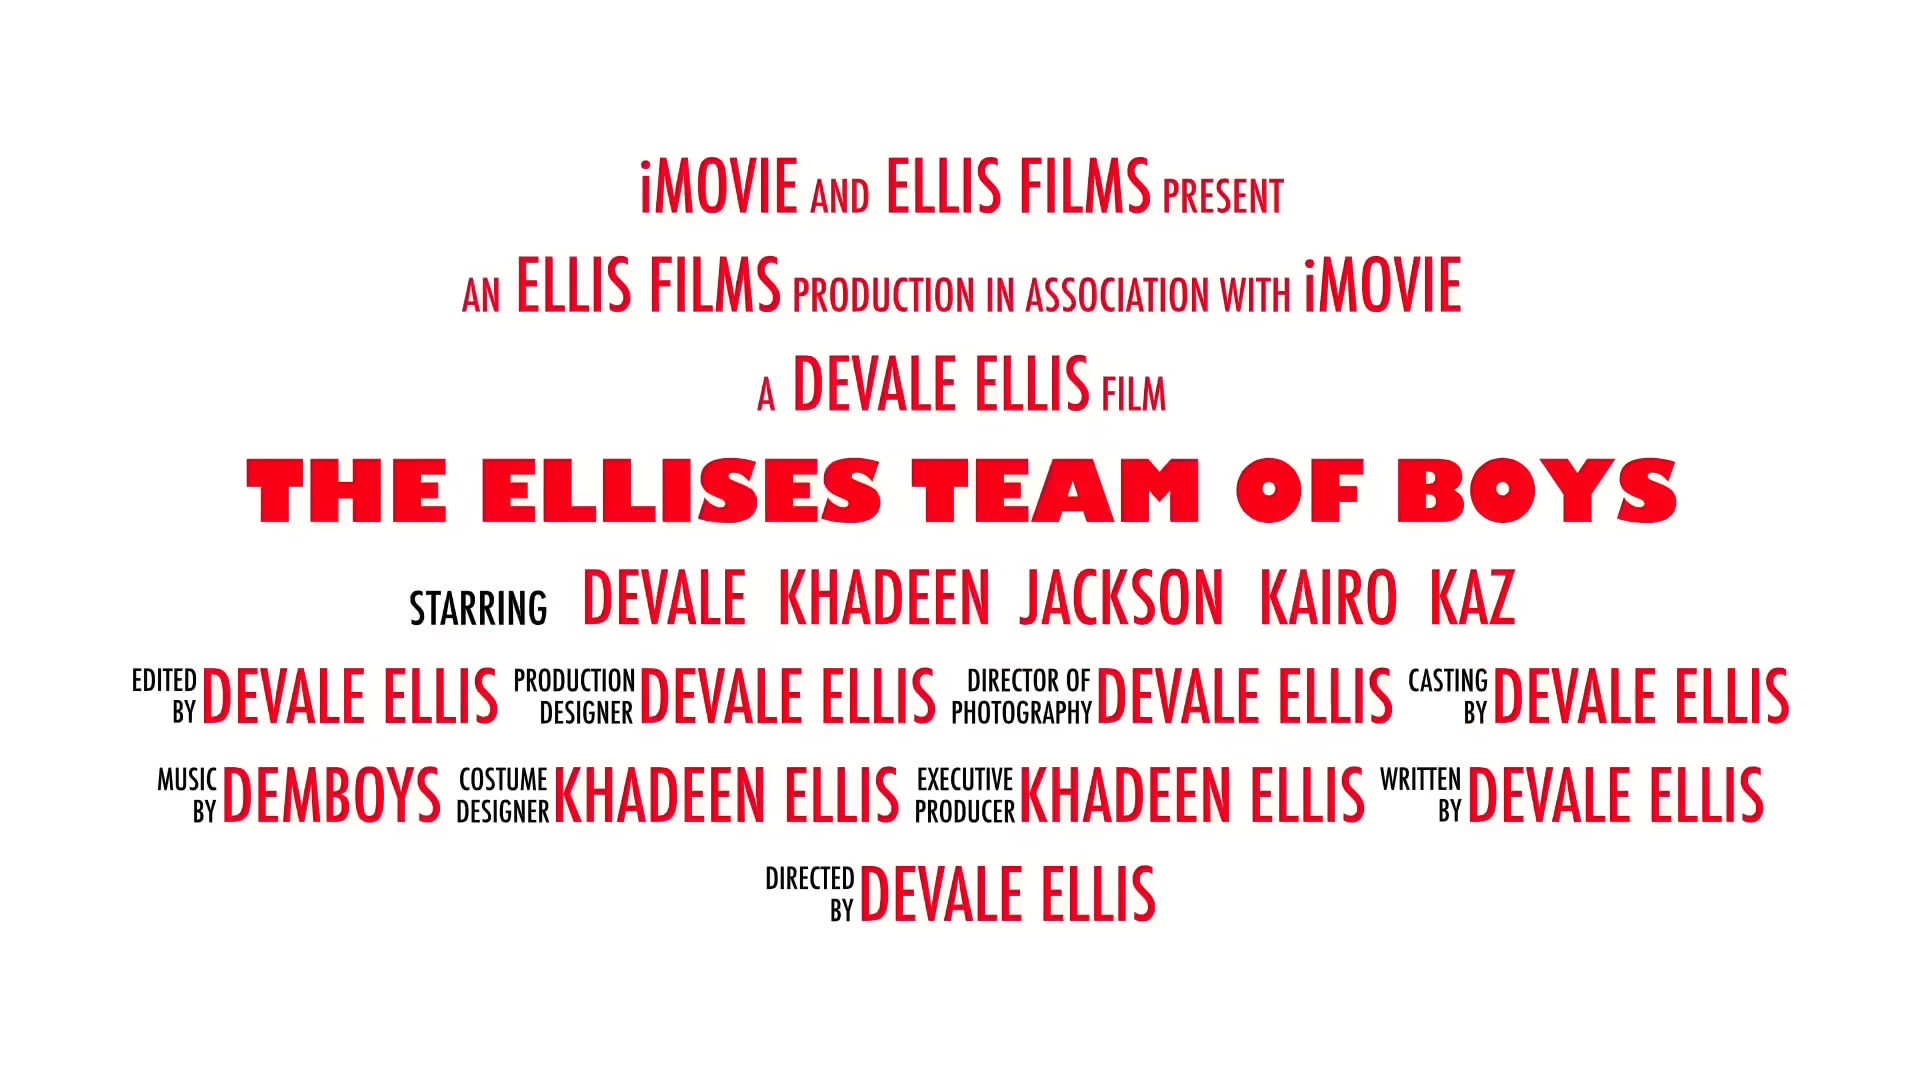 iMOVIE AND ELLIS FILMS PRESENT
AN ELLIS FILMS PRODUCTION IN ASSOCIATION WITH iMOVIE
A DEVALE ELLIS FILM
THE ELLISES TEAM OF BOYS
STARRING DEVALE KHADEEN JACKSON KAIRO KAZ
EDITED BY DEVALE ELLIS PRODUCTION DESIGNER DEVALE ELLIS DIRECTOR OF PHOTOGRAPHY DEVALE ELLIS CASTING BY DEVALE ELLIS
MUSIC BY DEMBOYS COSTUME DESIGNER KHADEEN ELLIS EXECUTIVE PRODUCER KHADEEN ELLIS WRITTEN BY DEVALE ELLIS
DIRECTED BY DEVALE ELLIS